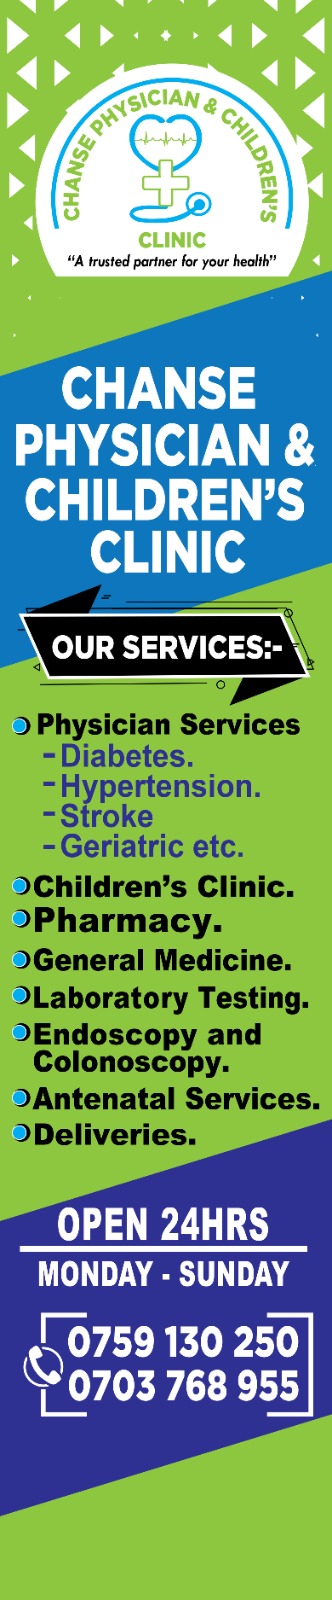 CHANSE PHYSICIAN & CHILDREN'S
CLINIC
"A trusted partner for your health"
CHANSE
PHYSICIAN &
CHILDREN'S
CLINIC
OUR SERVICES:-
Physician Services
-Diabetes.
-Hypertension.
-Stroke
-Geriatric etc.
Children's Clinic.
Pharmacy.
General Medicine.
Laboratory Testing.
Endoscopy and
Colonoscopy.
Antenatal Services.
Deliveries.
OPEN 24HRS
MONDAY - SUNDAY
0759 130 250
0703 768 955